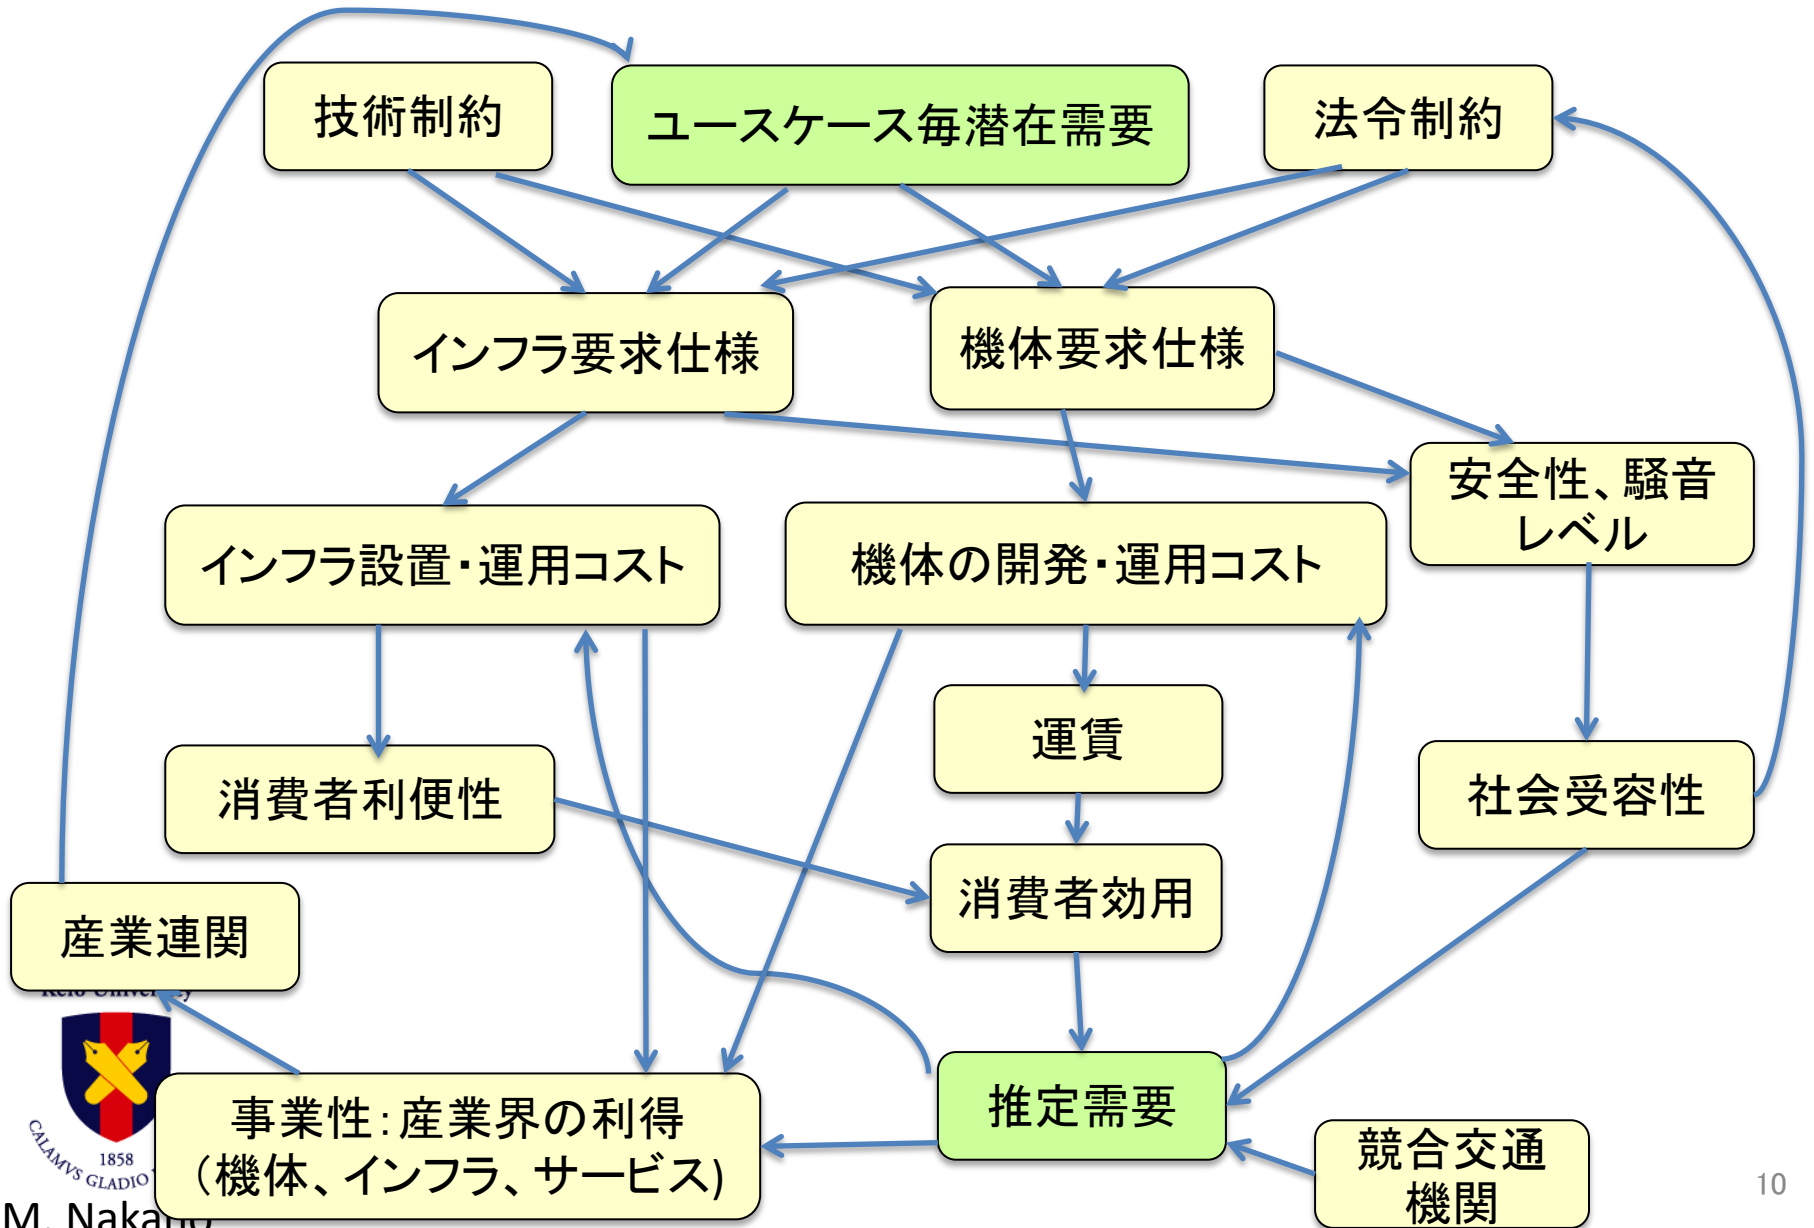 技術制約
ユースケース毎潜在需要
法令制約
インフラ要求仕様
機体要求仕様
安全性、騒音
レベル
インフラ設置・運用コスト
機体の開発・運用コスト
運賃
消費者利便性
社会受容性
消費者効用
産業連関
Keio University
推定需要
事業性：産業界の利得
（機体、インフラ、サービス)
競合交通
機関
1858
CALAMVS GLADIO
M. Nakano
10